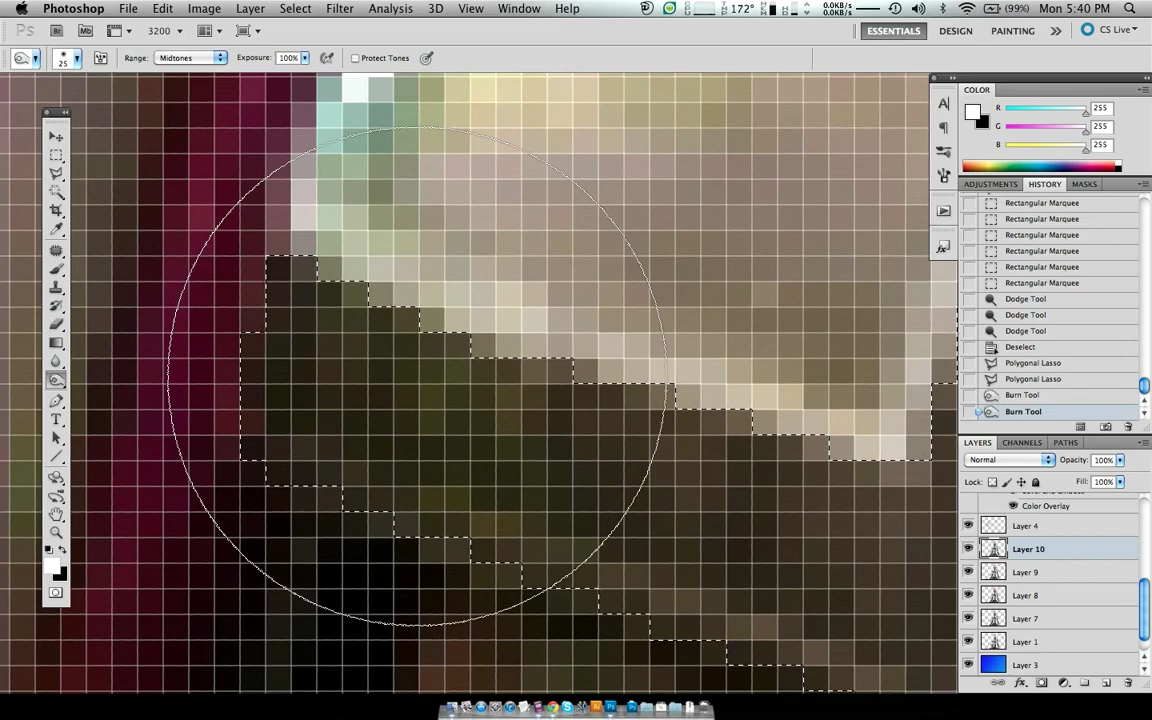 Photoshop File Edit Image Layer Select Filter Analysis 3D View Window Help 172° 0.0KB/s 0.0KB/s (99%) Mon 5:40 PM
Ps Br Mb 3200 ESSENTIALS DESIGN PAINTING CS Live
25 Range: Midtones Exposure: 100% Protect Tones
COLOR
R 255
G 255
B 255
ADJUSTMENTS HISTORY MASKS
Rectangular Marquee
Rectangular Marquee
Rectangular Marquee
Rectangular Marquee
Rectangular Marquee
Rectangular Marquee
Dodge Tool
Dodge Tool
Dodge Tool
Deselect
Polygonal Lasso
Polygonal Lasso
Burn Tool
Burn Tool
LAYERS CHANNELS PATHS
Normal Opacity: 100%
Lock: Fill: 100%
Color Overlay
Layer 4
Layer 10
Layer 9
Layer 8
Layer 7
Layer 1
Layer 3